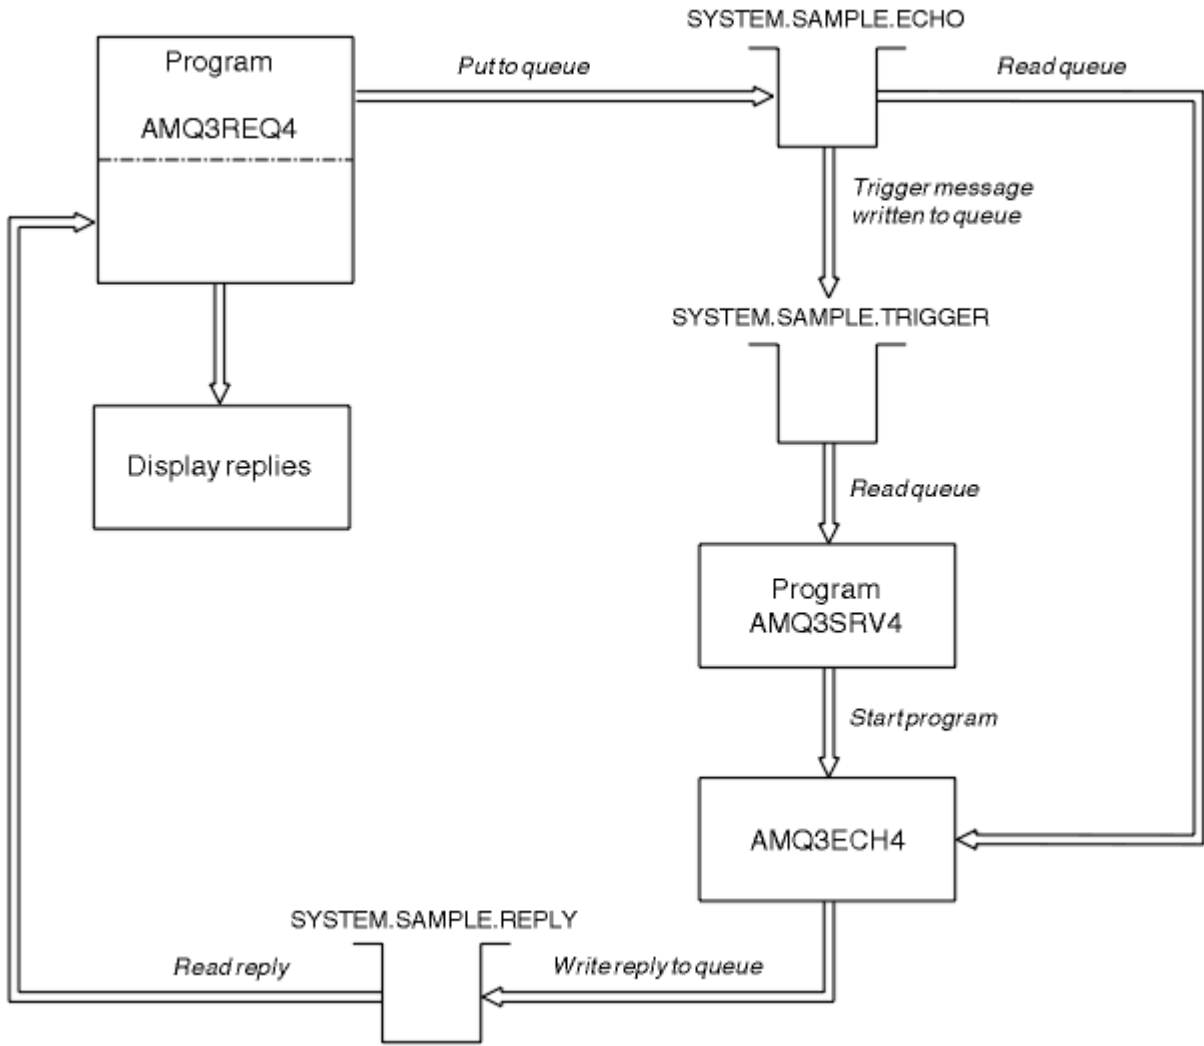 SYSTEM.SAMPLE.ECHO
Program
AMQ3REQ4
Put to queue
Read queue
Trigger message
written to queue
SYSTEM.SAMPLE.TRIGGER
Display replies
Read queue
Program
AMQ3SRV4
Start program
AMQ3ECH4
SYSTEM.SAMPLE.REPLY
Read reply
Write reply to queue